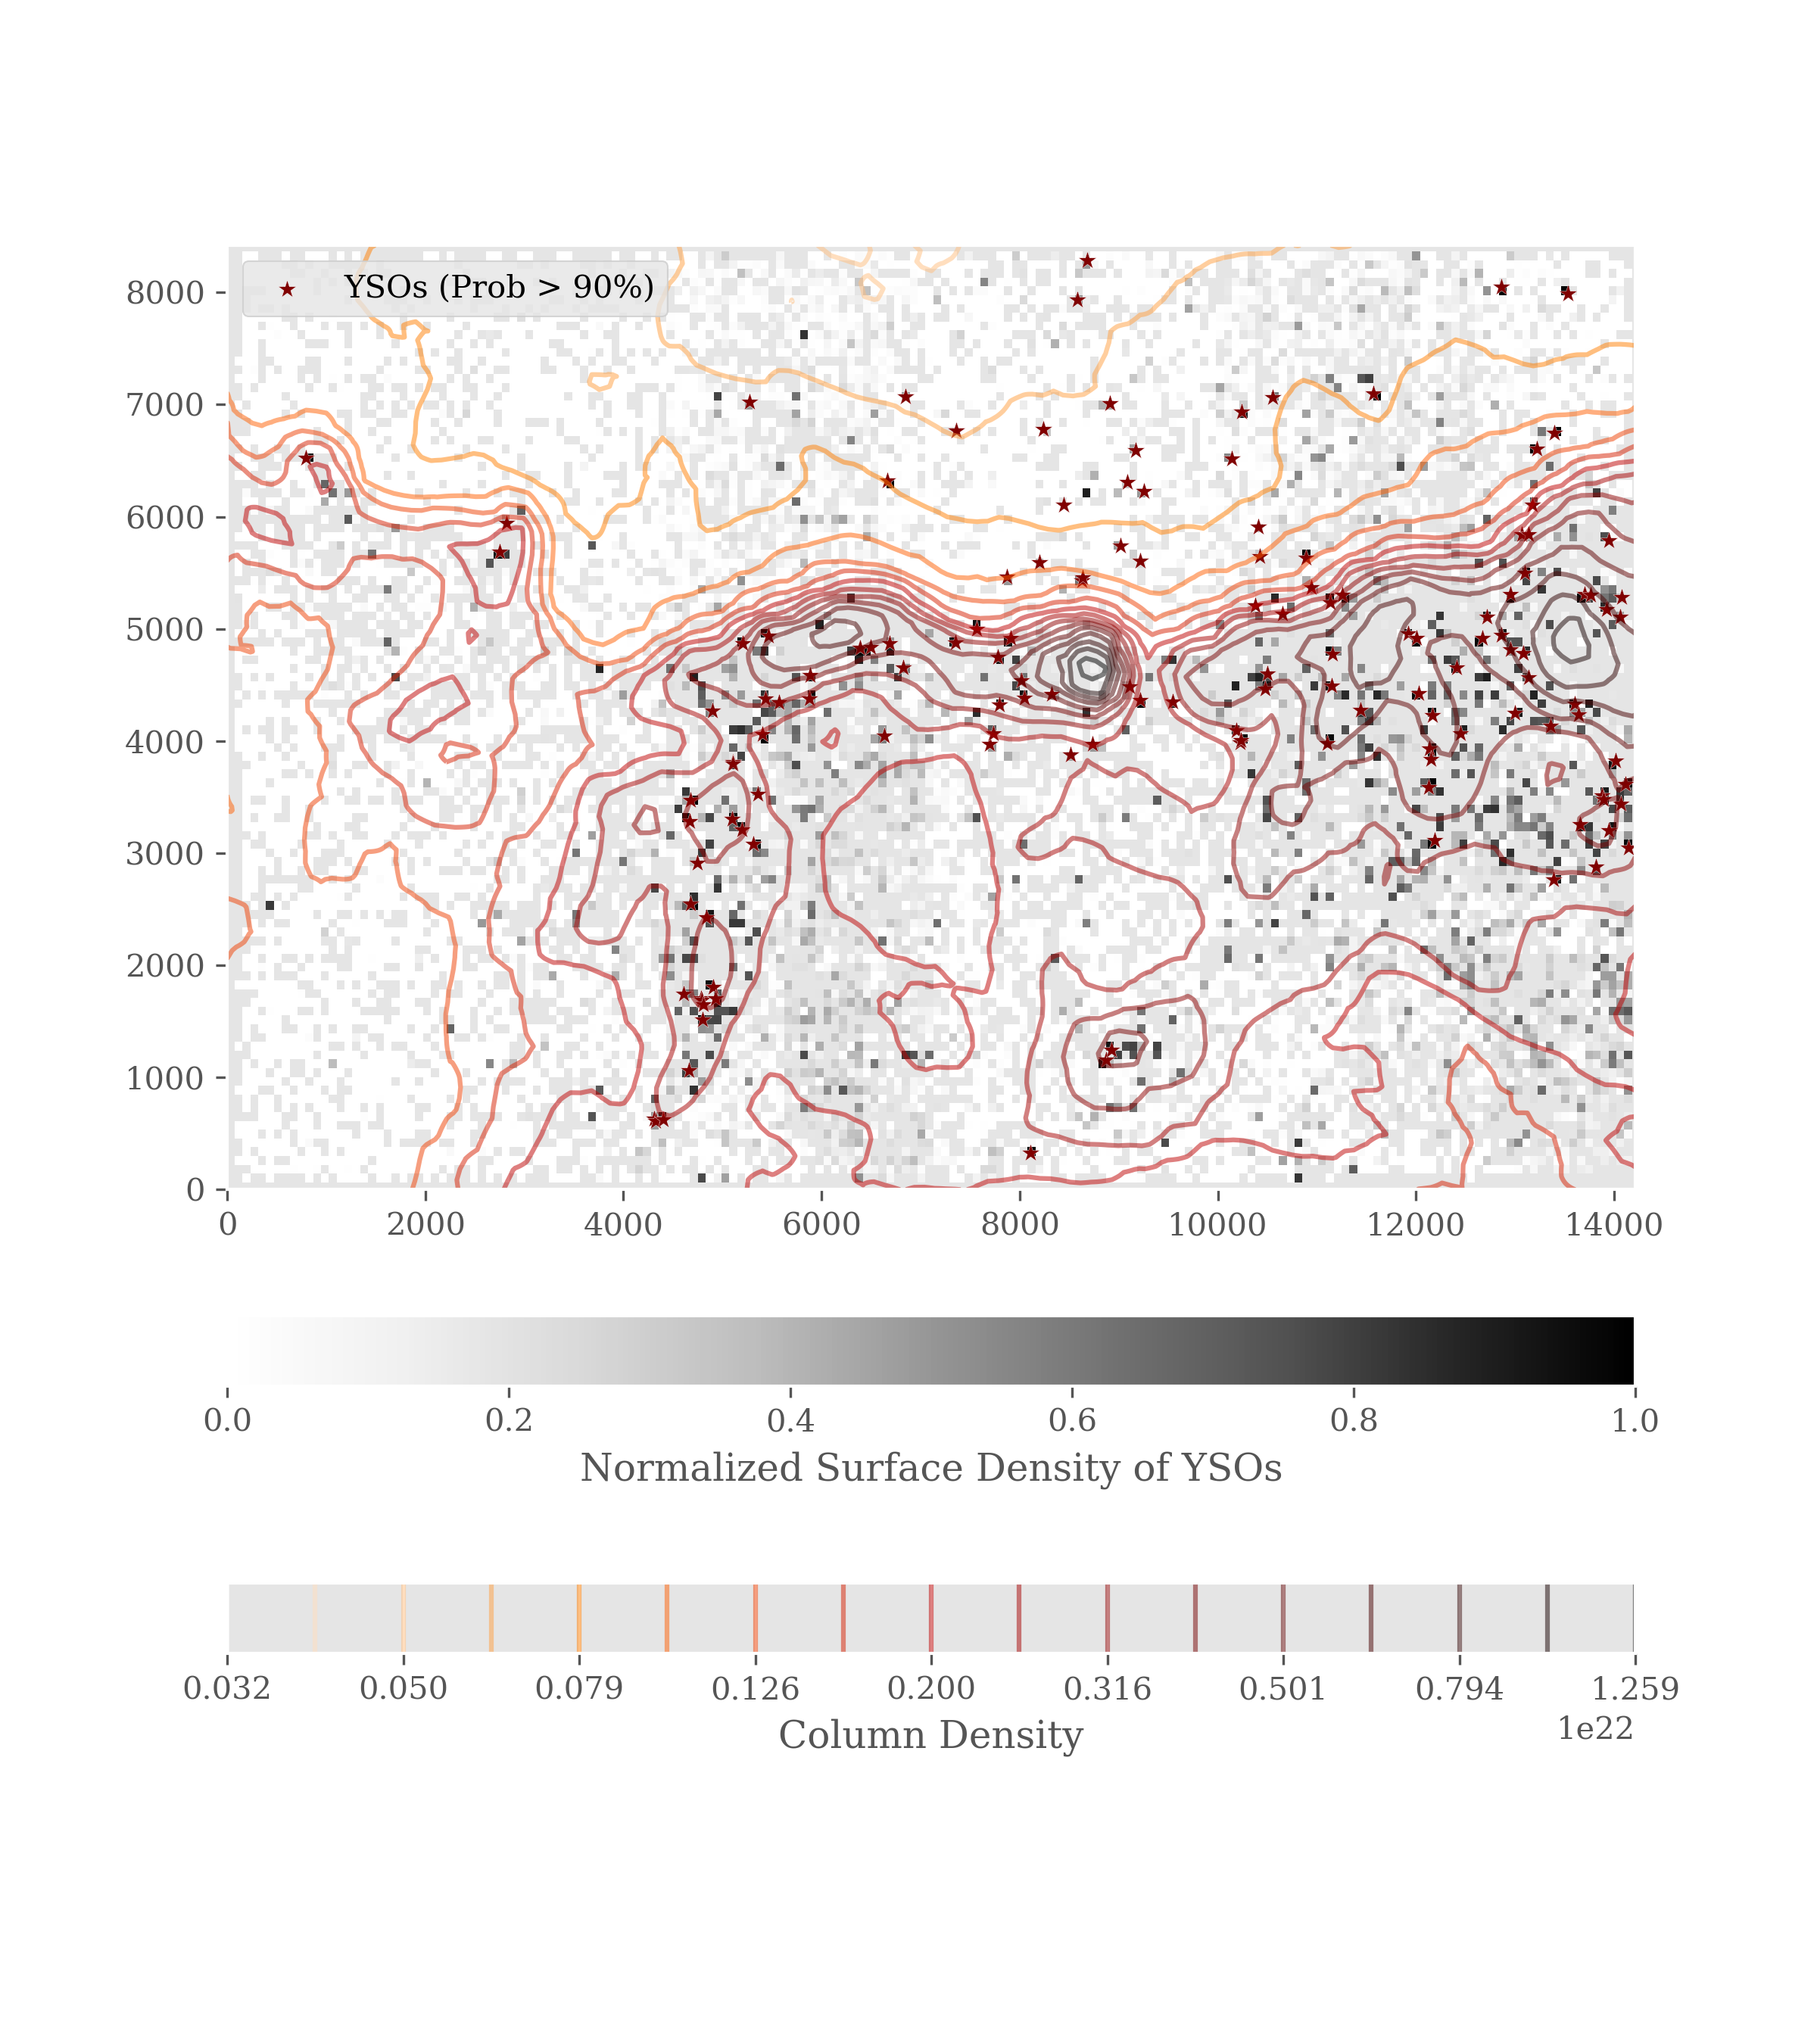 YSOs (Prob > 90%)
8000
7000
6000
5000
4000
3000
2000
1000
0
0 2000 4000 6000 8000 10000 12000 14000
0.0 0.2 0.4 0.6 0.8 1.0
Normalized Surface Density of YSOs
0.032 0.050 0.079 0.126 0.200 0.316 0.501 0.794 1.259
1e22
Column Density